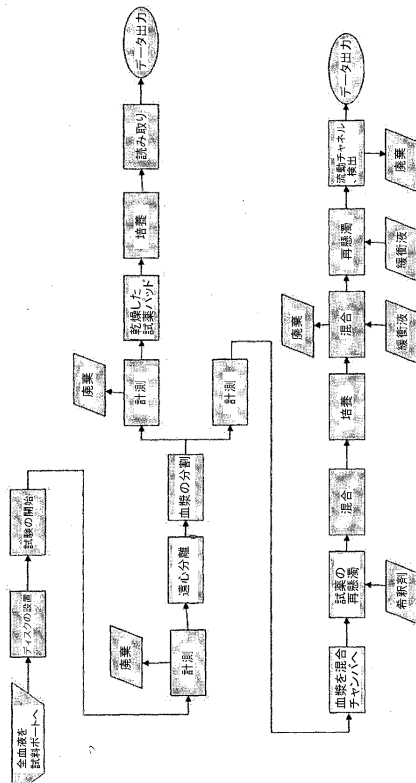 全血液を
試料ポートへ
ディスクの設置
試験の開始
計測
廃棄
遠心分離
血漿の分割
計測
廃棄
乾燥した
試薬パッド
培養
読み取り
データ出力
計測
血漿を混合
チャンバへ
試薬の
再懸濁
希釈剤
混合
培養
混合
廃棄
緩衝液
再懸濁
緩衝液
流動チャネル
、検出
廃棄
データ出力